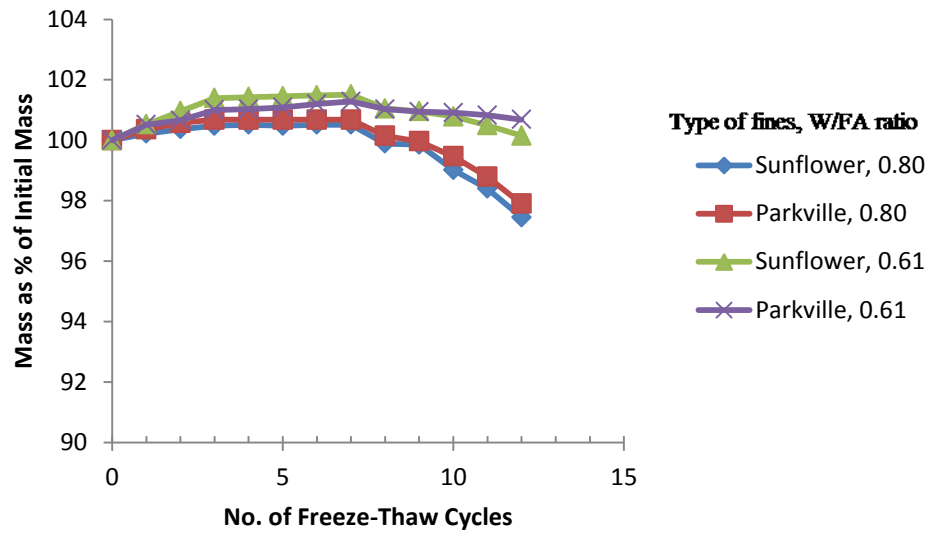 Mass as % of Initial Mass
104
102
100
98
96
94
92
90
0
5
10
15
No. of Freeze-Thaw Cycles
Type of fines, W/FA ratio
Sunflower, 0.80
Parkville, 0.80
Sunflower, 0.61
Parkville, 0.61